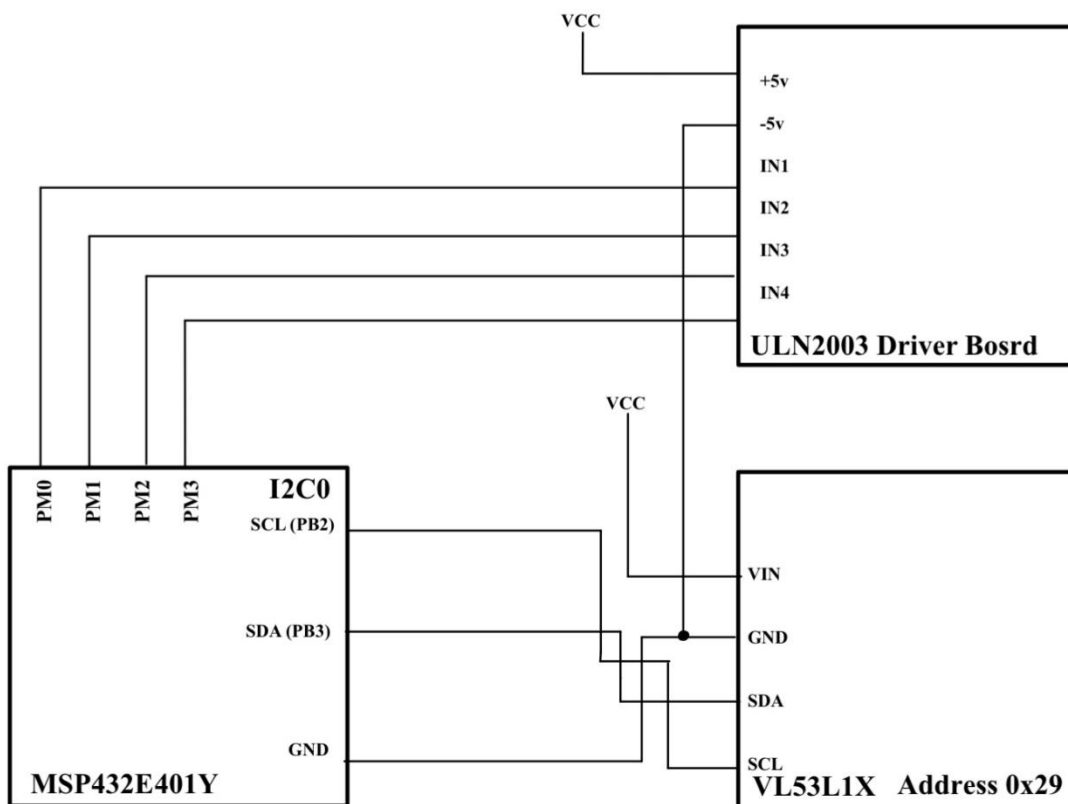 VCC
+5v
-5v
IN1
IN2
IN3
IN4
ULN2003 Driver Bosrd
VCC
PM0
PM1
PM2
PM3
I2C0
SCL (PB2)
SDA (PB3)
GND
MSP432E401Y
VIN
GND
SDA
SCL
VL53L1X Address 0x29